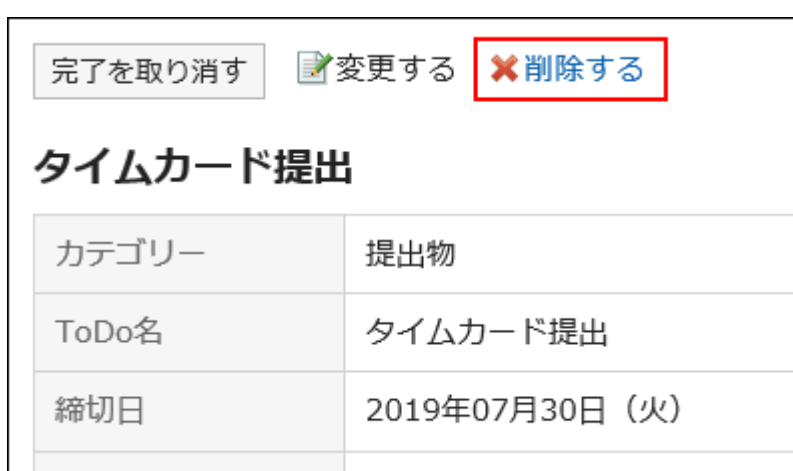 完了を取り消す 変更する 削除する
タイムカード提出
カテゴリー 提出物
ToDo名 タイムカード提出
締切日 2019年07月30日（火）